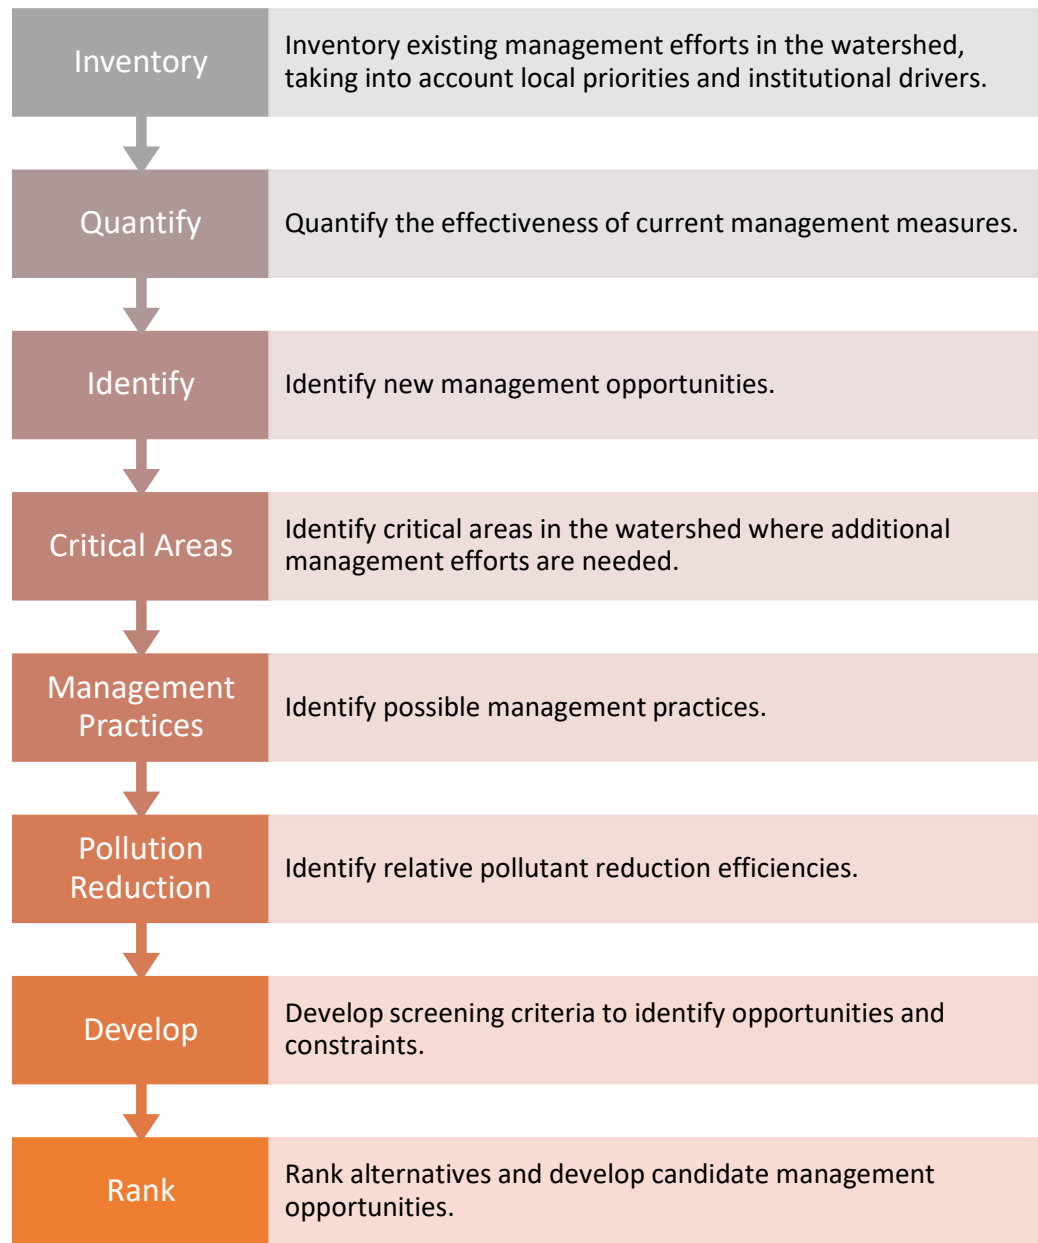 Inventory
Inventory existing management efforts in the watershed,
taking into account local priorities and institutional drivers.
Quantify
Quantify the effectiveness of current management measures.
Identify
Identify new management opportunities.
Critical Areas
Identify critical areas in the watershed where additional
management efforts are needed.
Management
Practices
Identify possible management practices.
Pollution
Reduction
Identify relative pollutant reduction efficiencies.
Develop
Develop screening criteria to identify opportunities and
constraints.
Rank
Rank alternatives and develop candidate management
opportunities.